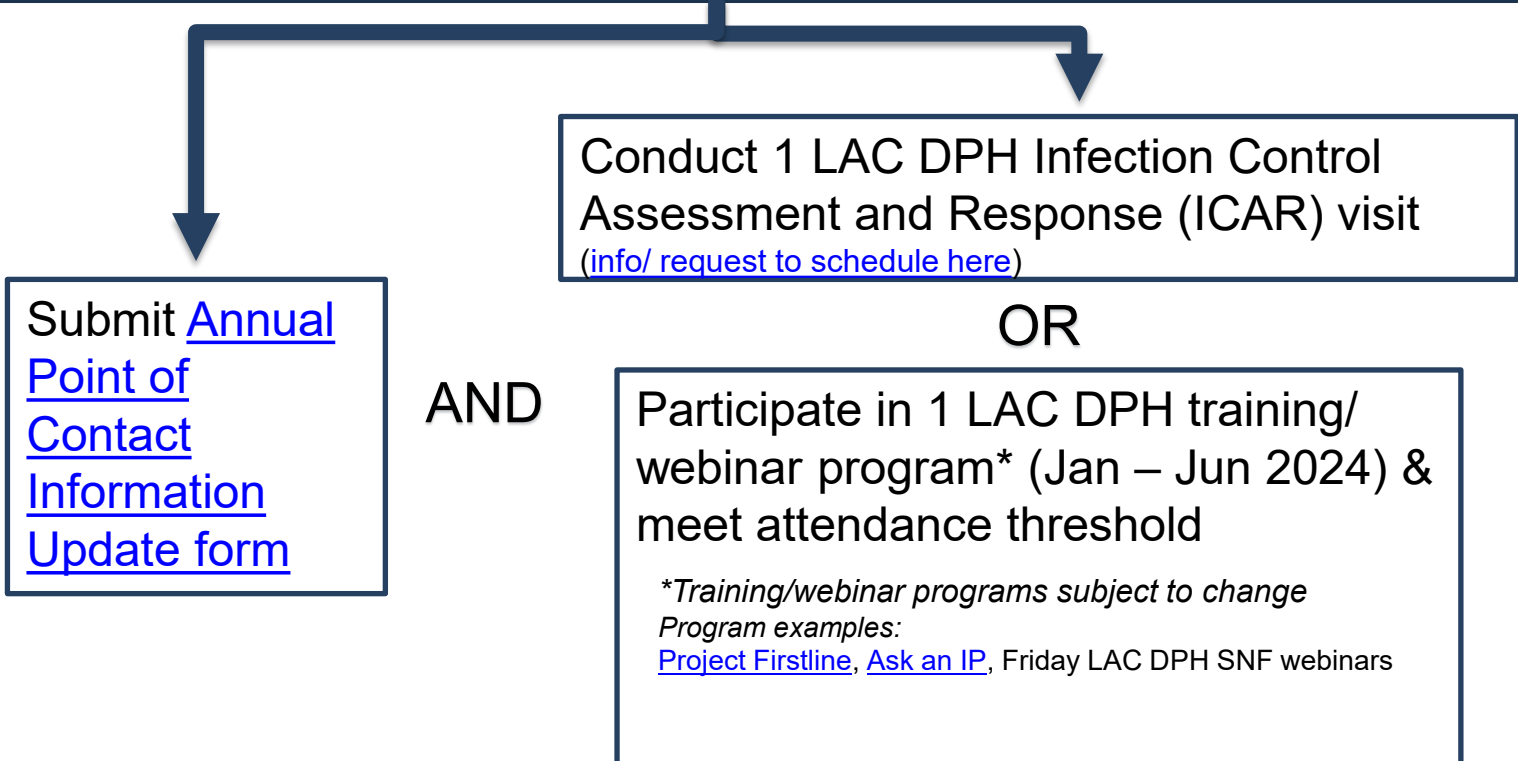 Conduct 1 LAC DPH Infection Control
Assessment and Response (ICAR) visit
(info/ request to schedule here)
Submit Annual
Point of
Contact
Information
Update form
AND
OR
Participate in 1 LAC DPH training/
webinar program* (Jan – Jun 2024) &
meet attendance threshold
*Training/webinar programs subject to change
Program examples:
Project Firstline, Ask an IP, Friday LAC DPH SNF webinars